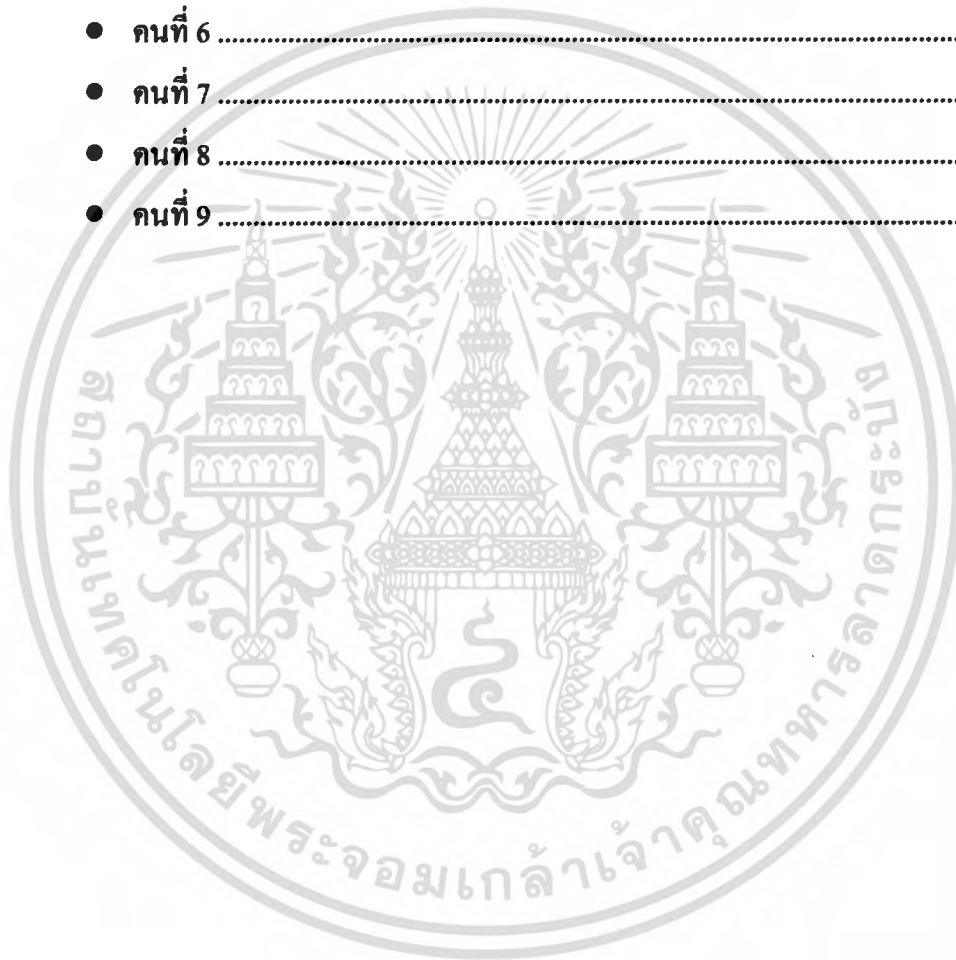 ● คนที่ 6 ........................................................................................................
● คนที่ 7 ........................................................................................................
● คนที่ 8 ........................................................................................................
● คนที่ 9 ........................................................................................................
สถาบันเทคโนโลยีพระจอมเกล้าเจ้าคุณทหารลาดกระบัง
๔